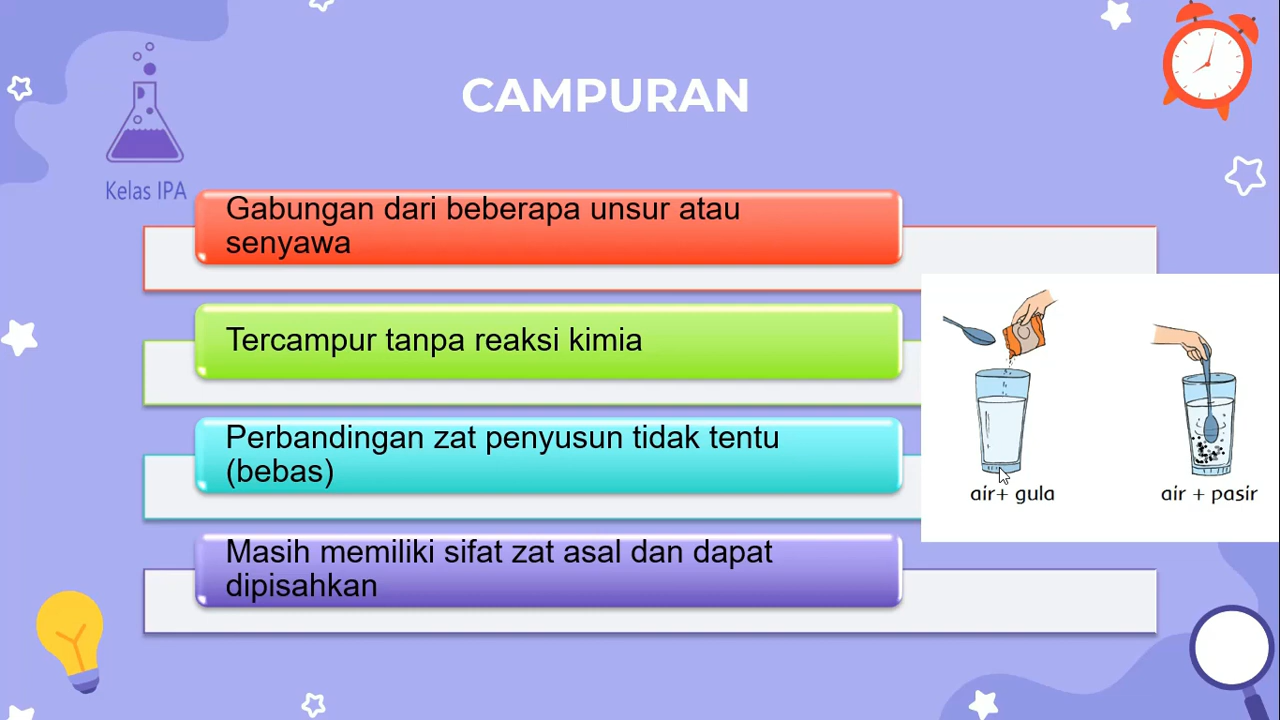 CAMPURAN
Kelas IPA
Gabungan dari beberapa unsur atau
senyawa
Tercampur tanpa reaksi kimia
Perbandingan zat penyusun tidak tentu
(bebas)
Masih memiliki sifat zat asal dan dapat
dipisahkan
air+ gula
air + pasir